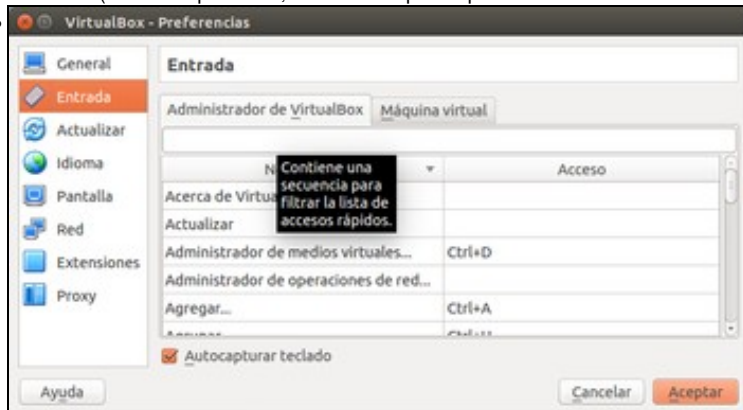 VirtualBox - Preferencias
General
Entrada
Actualizar
Idioma
Pantalla
Red
Extensiones
Proxy
Entrada
Administrador de VirtualBox Máquina virtual
N Acceso
Contiene una
secuencia para
filtrar la lista de
accesos rápidos.
Acerca de Virtua
Actualizar
Administrador de medios virtuales... Ctrl+D
Administrador de operaciones de red...
Agregar... Ctrl+A
Autocapturar teclado
Ayuda Cancelar Aceptar